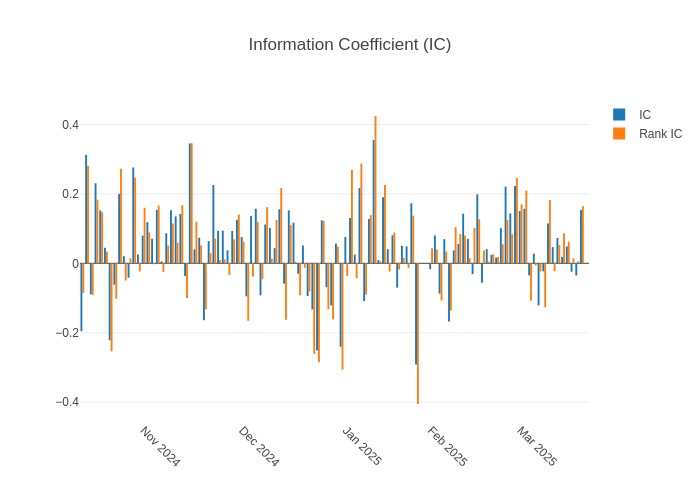 Information Coefficient (IC)
IC
Rank IC
0.4
0.2
0
−0.2
−0.4
Nov 2024
Dec 2024
Jan 2025
Feb 2025
Mar 2025